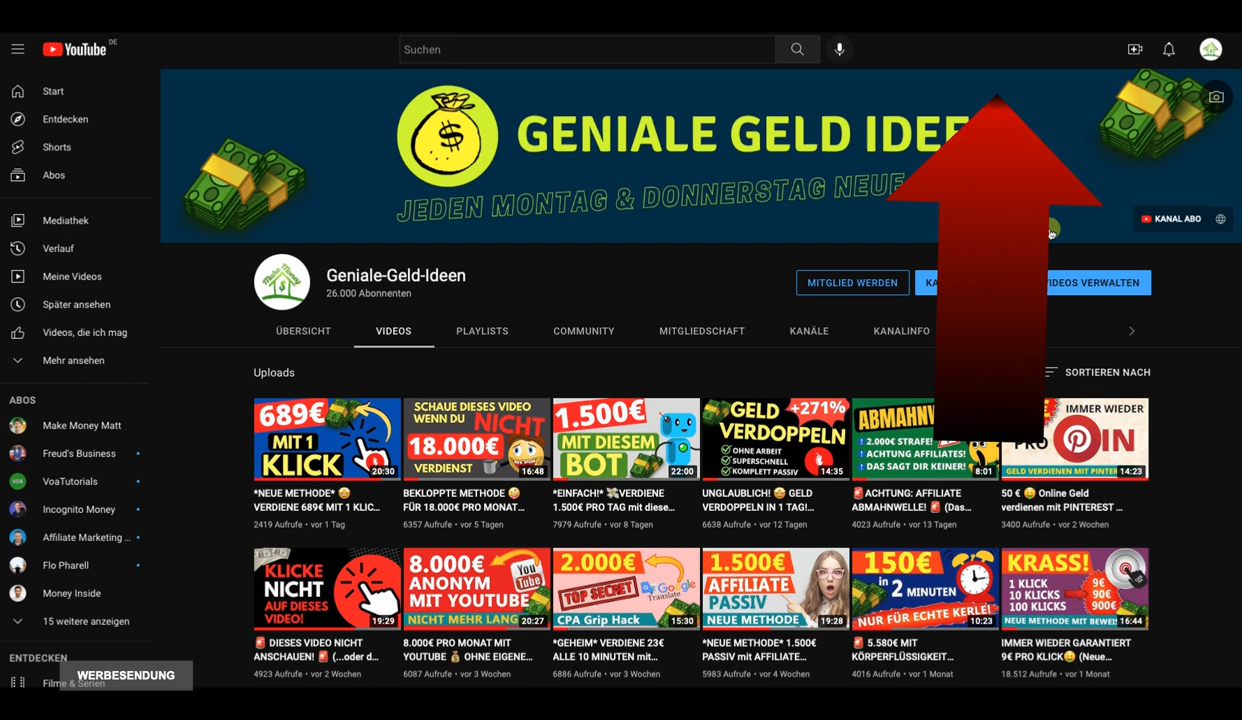 YouTube DE
Suchen
Start
Entdecken
Shorts
Abos
Mediathek
Verlauf
Meine Videos
Später ansehen
Videos, die ich mag
Mehr ansehen
ABOS
Make Money Matt
Freud's Business
VoaTutorials
Incognito Money
Affiliate Marketing ...
Flo Pharell
Money Inside
15 weitere anzeigen
ENTDECKEN
Filme & Serien
WERBESENDUNG
GENIALE GELD IDEE
JEDEN MONTAG & DONNERSTAG NEUE
KANAL ABO
Make Money
Geniale-Geld-Ideen
26.000 Abonnenten
MITGLIED WERDEN
KA
VIDEOS VERWALTEN
ÜBERSICHT
VIDEOS
PLAYLISTS
COMMUNITY
MITGLIEDSCHAFT
KANÄLE
KANALINFO
Uploads
SORTIEREN NACH
689€
MIT 1
KLICK
20:30
*NEUE METHODE* 🤩
VERDIENE 689€ MIT 1 KLIC...
2419 Aufrufe • vor 1 Tag
SCHAUE DIESES VIDEO
WENN DU NICHT
18.000€
VERDIENST
16:48
BEKLOPPTE METHODE 🤪
FÜR 18.000€ PRO MONAT...
6357 Aufrufe • vor 5 Tagen
1.500€
MIT DIESEM
BOT
22:00
*EINFACH!* 💸VERDIENE
1.500€ PRO TAG mit diese...
7979 Aufrufe • vor 8 Tagen
GELD +271%
VERDOPPELN
OHNE ARBEIT
SUPERSCHNELL
KOMPLETT PASSIV
14:35
UNGLAUBLICH! 🤩 GELD
VERDOPPELN IN 1 TAG!...
6638 Aufrufe • vor 12 Tagen
ABMAHNW
2.000€ STRAFE!
ACHTUNG AFFILIATES!
DAS SAGT DIR KEINER!
8:01
🚨ACHTUNG: AFFILIATE
ABMAHNWELLE! 🚨 (Das...
4023 Aufrufe • vor 13 Tagen
IMMER WIEDER
PRO PIN
GELD VERDIENEN MIT PINTER
14:23
50 € 🤩 Online Geld
verdienen mit PINTEREST ...
3400 Aufrufe • vor 2 Wochen
KLICKE
NICHT
AUF DIESES
VIDEO!
19:29
🚨 DIESES VIDEO NICHT
ANSCHAUEN! 🚨 (...oder d...
4923 Aufrufe • vor 2 Wochen
8.000€
ANONYM
MIT YOUTUBE
NICHT MEHR LANG
You Tube
20:27
8.000€ PRO MONAT MIT
YOUTUBE 💰 OHNE EIGENE...
6087 Aufrufe • vor 3 Wochen
2.000€
TOP SECRET
Google
Translate
CPA Grip Hack
15:30
*GEHEIM* VERDIENE 23€
ALLE 10 MINUTEN mit...
6886 Aufrufe • vor 3 Wochen
1.500€
AFFILIATE
PASSIV
NEUE METHODE
19:28
*NEUE METHODE* 1.500€
PASSIV mit AFFILIATE...
5983 Aufrufe • vor 4 Wochen
150€
in 2
MINUTEN
NUR FÜR ECHTE KERLE!
10:23
🚨 5.580€ MIT
KÖRPERFLÜSSIGKEIT...
4016 Aufrufe • vor 1 Monat
KRASS!
1 KLICK 9€
10 KLICKS 90€
100 KLICKS 900€
NEUE METHODE MIT BEWEIS
16:44
IMMER WIEDER GARANTIERT
9€ PRO KLICK🤑 (Neue...
18.512 Aufrufe • vor 1 Monat